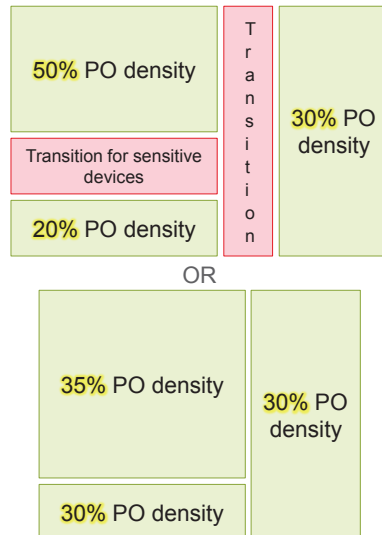 50% PO density
Transition for sensitive
devices
20% PO density
Transition
30% PO
density
OR
35% PO density
30% PO density
30% PO
density